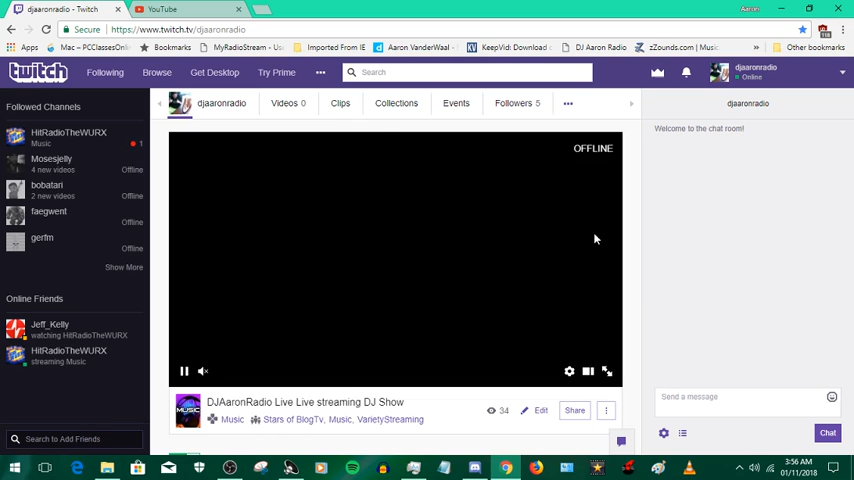 djaaronradio - Twitch
YouTube
Aaron
Secure
https://www.twitch.tv/djaaronradio
Apps
Mac – PCClassesOnli
Bookmarks
MyRadioStream - Us
Imported From IE
Aaron VanderWaal - D
KeepVid: Download
DJ Aaron Radio
zZounds.com | Music
Other bookmarks
twitch
Following
Browse
Get Desktop
Try Prime
Search
djaaronradio
Online
Followed Channels
HitRadioTheWURX
Music
1
Mosesjelly
4 new videos
Offline
bobatari
2 new videos
Offline
faegwent
Offline
gerfm
Offline
Show More
Online Friends
Jeff_Kelly
watching HitRadioTheWURX
HitRadioTheWURX
streaming Music
Search to Add Friends
djaaronradio
Videos 0
Clips
Collections
Events
Followers 5
OFFLINE
MUSIC
DJAaronRadio Live Live streaming DJ Show
Music
Stars of BlogTv, Music, VarietyStreaming
34
Edit
Share
djaaronradio
Welcome to the chat room!
Send a message
Chat
3:56 AM
01/11/2018